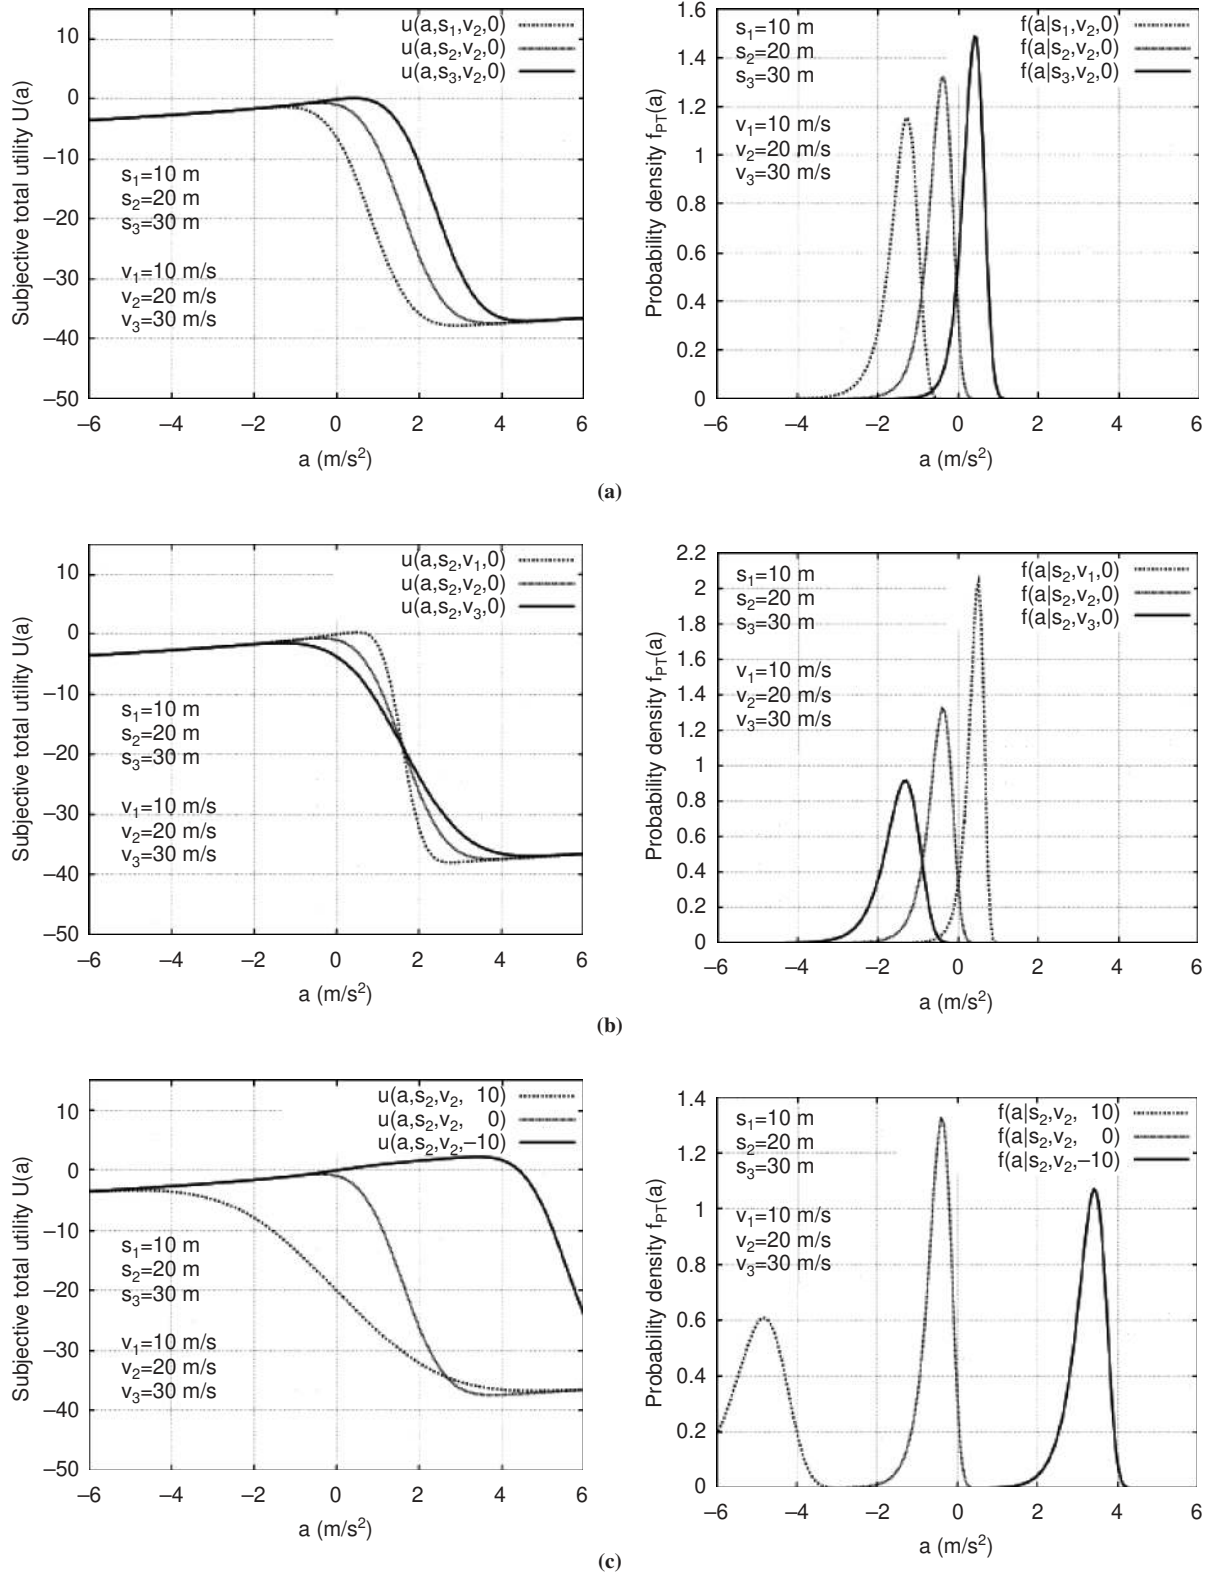 10
0
−10
−20
−30
−40
−50
Subjective total utility U(a)
u(a,s1,v2,0)
u(a,s2,v2,0)
u(a,s3,v2,0)
s1=10 m
s2=20 m
s3=30 m
v1=10 m/s
v2=20 m/s
v3=30 m/s
−6 −4 −2 0 2 4 6
a (m/s2)
1.6
1.4
1.2
1
0.8
0.6
0.4
0.2
0
Probability density fPT(a)
s1=10 m
s2=20 m
s3=30 m
v1=10 m/s
v2=20 m/s
v3=30 m/s
f(a|s1,v2,0)
f(a|s2,v2,0)
f(a|s3,v2,0)
−6 −4 −2 0 2 4 6
a (m/s2)
(a)
10
0
−10
−20
−30
−40
−50
Subjective total utility U(a)
u(a,s2,v1,0)
u(a,s2,v2,0)
u(a,s2,v3,0)
s1=10 m
s2=20 m
s3=30 m
v1=10 m/s
v2=20 m/s
v3=30 m/s
−6 −4 −2 0 2 4 6
a (m/s2)
2.2
2
1.8
1.6
1.4
1.2
1
0.8
0.6
0.4
0.2
0
Probability density fPT(a)
s1=10 m
s2=20 m
s3=30 m
v1=10 m/s
v2=20 m/s
v3=30 m/s
f(a|s2,v1,0)
f(a|s2,v2,0)
f(a|s2,v3,0)
−6 −4 −2 0 2 4 6
a (m/s2)
(b)
10
0
−10
−20
−30
−40
−50
Subjective total utility U(a)
u(a,s2,v2, 10)
u(a,s2,v2, 0)
u(a,s2,v2,−10)
s1=10 m
s2=20 m
s3=30 m
v1=10 m/s
v2=20 m/s
v3=30 m/s
−6 −4 −2 0 2 4 6
a (m/s2)
1.4
1.2
1
0.8
0.6
0.4
0.2
0
Probability density fPT(a)
s1=10 m
s2=20 m
s3=30 m
v1=10 m/s
v2=20 m/s
v3=30 m/s
f(a|s2,v2, 10)
f(a|s2,v2, 0)
f(a|s2,v2,−10)
−6 −4 −2 0 2 4 6
a (m/s2)
(c)